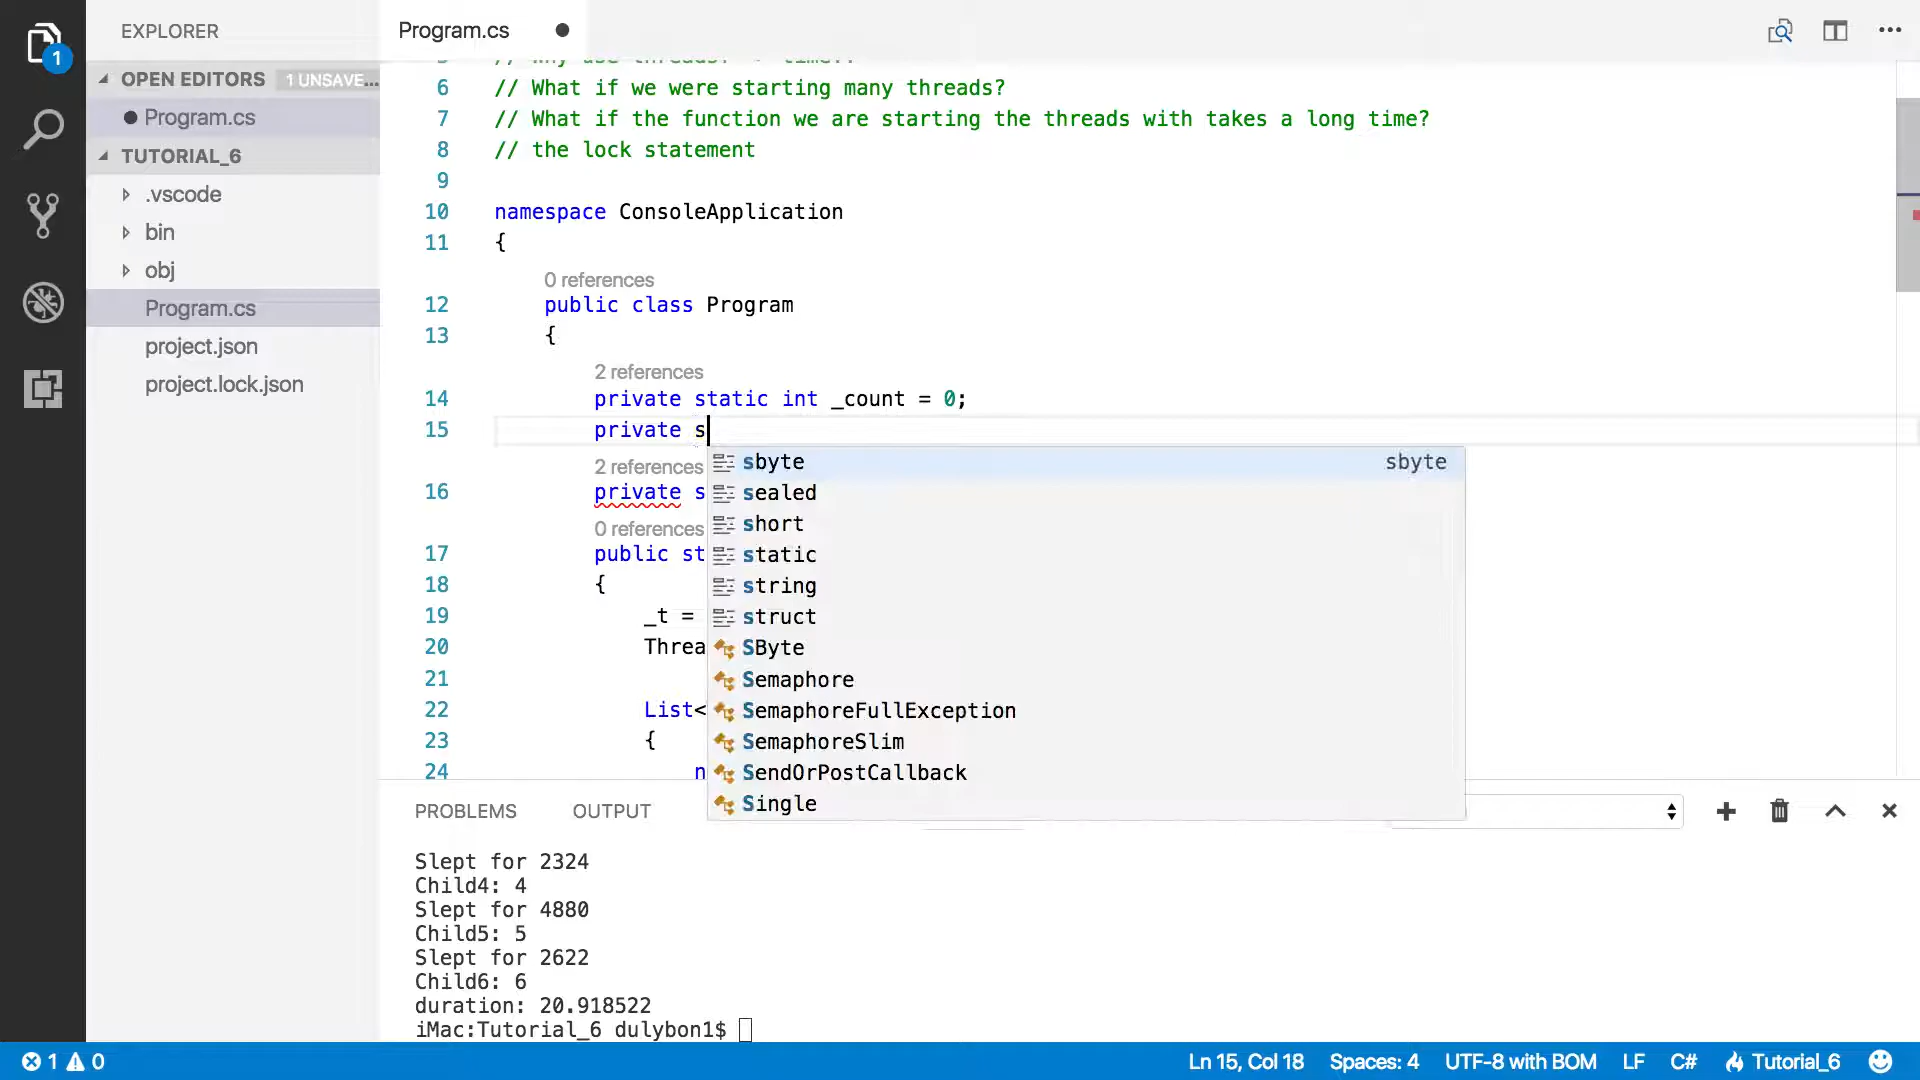 EXPLORER
Program.cs
1
OPEN EDITORS 1 UNSAVE...
Program.cs
TUTORIAL_6
.vscode
bin
obj
Program.cs
project.json
project.lock.json
6 // What if we were starting many threads?
7 // What if the function we are starting the threads with takes a long time?
8 // the lock statement
9
10 namespace ConsoleApplication
11 {
0 references
12 public class Program
13 {
2 references
14 private static int _count = 0;
15 private s
2 references
16 private s
0 references
17 public st
18 {
19 _t =
20 Threa
21
22 List<
23 {
24 n
sbyte sbyte
sealed
short
static
string
struct
SByte
Semaphore
SemaphoreFullException
SemaphoreSlim
SendOrPostCallback
Single
PROBLEMS OUTPUT
Slept for 2324
Child4: 4
Slept for 4880
Child5: 5
Slept for 2622
Child6: 6
duration: 20.918522
iMac:Tutorial_6 dulybon1$
1 0 Ln 15, Col 18 Spaces: 4 UTF-8 with BOM LF C# Tutorial_6